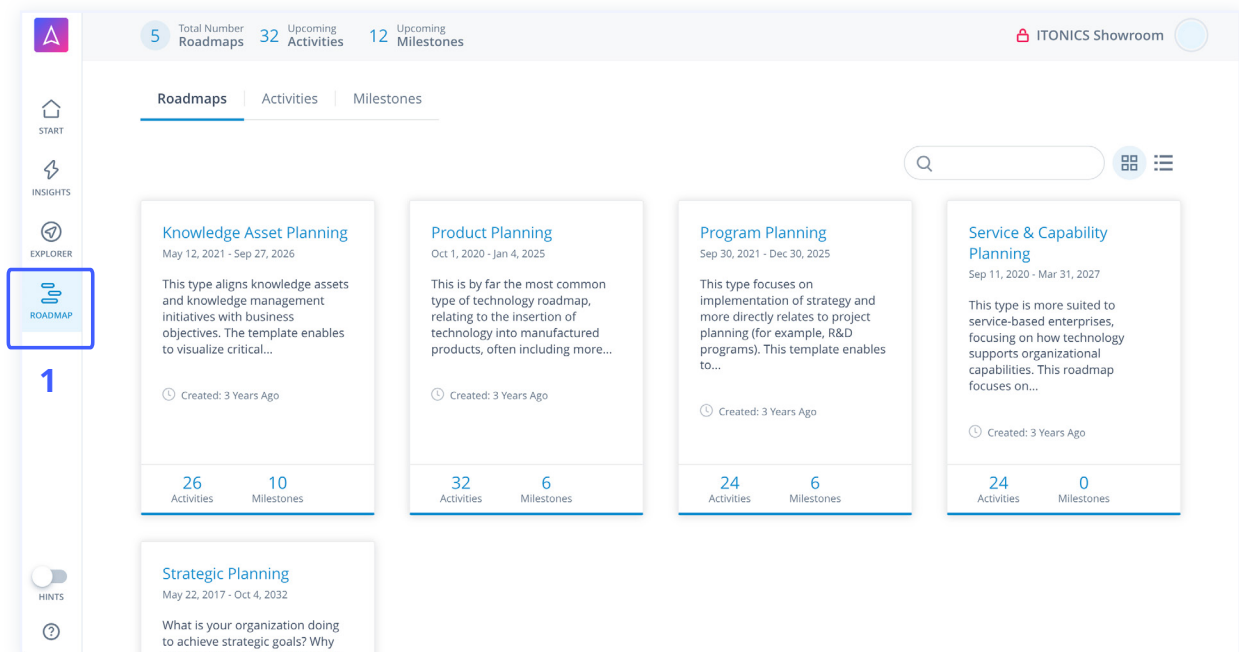 5 Total Number Roadmaps
32 Upcoming Activities
12 Upcoming Milestones
ITONICS Showroom
START
INSIGHTS
EXPLORER
ROADMAP
1
HINTS
Roadmaps
Activities
Milestones
Knowledge Asset Planning
May 12, 2021 - Sep 27, 2026
This type aligns knowledge assets
and knowledge management
initiatives with business
objectives. The template enables
to visualize critical...
Created: 3 Years Ago
26 10
Activities Milestones
Product Planning
Oct 1, 2020 - Jan 4, 2025
This is by far the most common
type of technology roadmap,
relating to the insertion of
technology into manufactured
products, often including more...
Created: 3 Years Ago
32 6
Activities Milestones
Program Planning
Sep 30, 2021 - Dec 30, 2025
This type focuses on
implementation of strategy and
more directly relates to project
planning (for example, R&D
programs). This template enables
to...
Created: 3 Years Ago
24 6
Activities Milestones
Service & Capability
Planning
Sep 11, 2020 - Mar 31, 2027
This type is more suited to
service-based enterprises,
focusing on how technology
supports organizational
capabilities. This roadmap
focuses on...
Created: 3 Years Ago
24 0
Activities Milestones
Strategic Planning
May 22, 2017 - Oct 4, 2032
What is your organization doing
to achieve strategic goals? Why